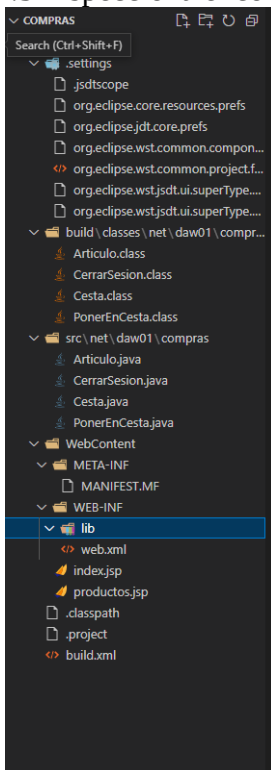 COMPRAS
Search (Ctrl+Shift+F)
.settings
.jsdtscope
org.eclipse.core.resources.prefs
org.eclipse.jdt.core.prefs
org.eclipse.wst.common.compon...
org.eclipse.wst.common.project.f...
org.eclipse.wst.jsdt.ui.superType....
org.eclipse.wst.jsdt.ui.superType....
build\classes\net\daw01\compr...
Articulo.class
CerrarSesion.class
Cesta.class
PonerEnCesta.class
src\net\daw01\compras
Articulo.java
CerrarSesion.java
Cesta.java
PonerEnCesta.java
WebContent
META-INF
MANIFEST.MF
WEB-INF
lib
web.xml
index.jsp
productos.jsp
.classpath
.project
build.xml